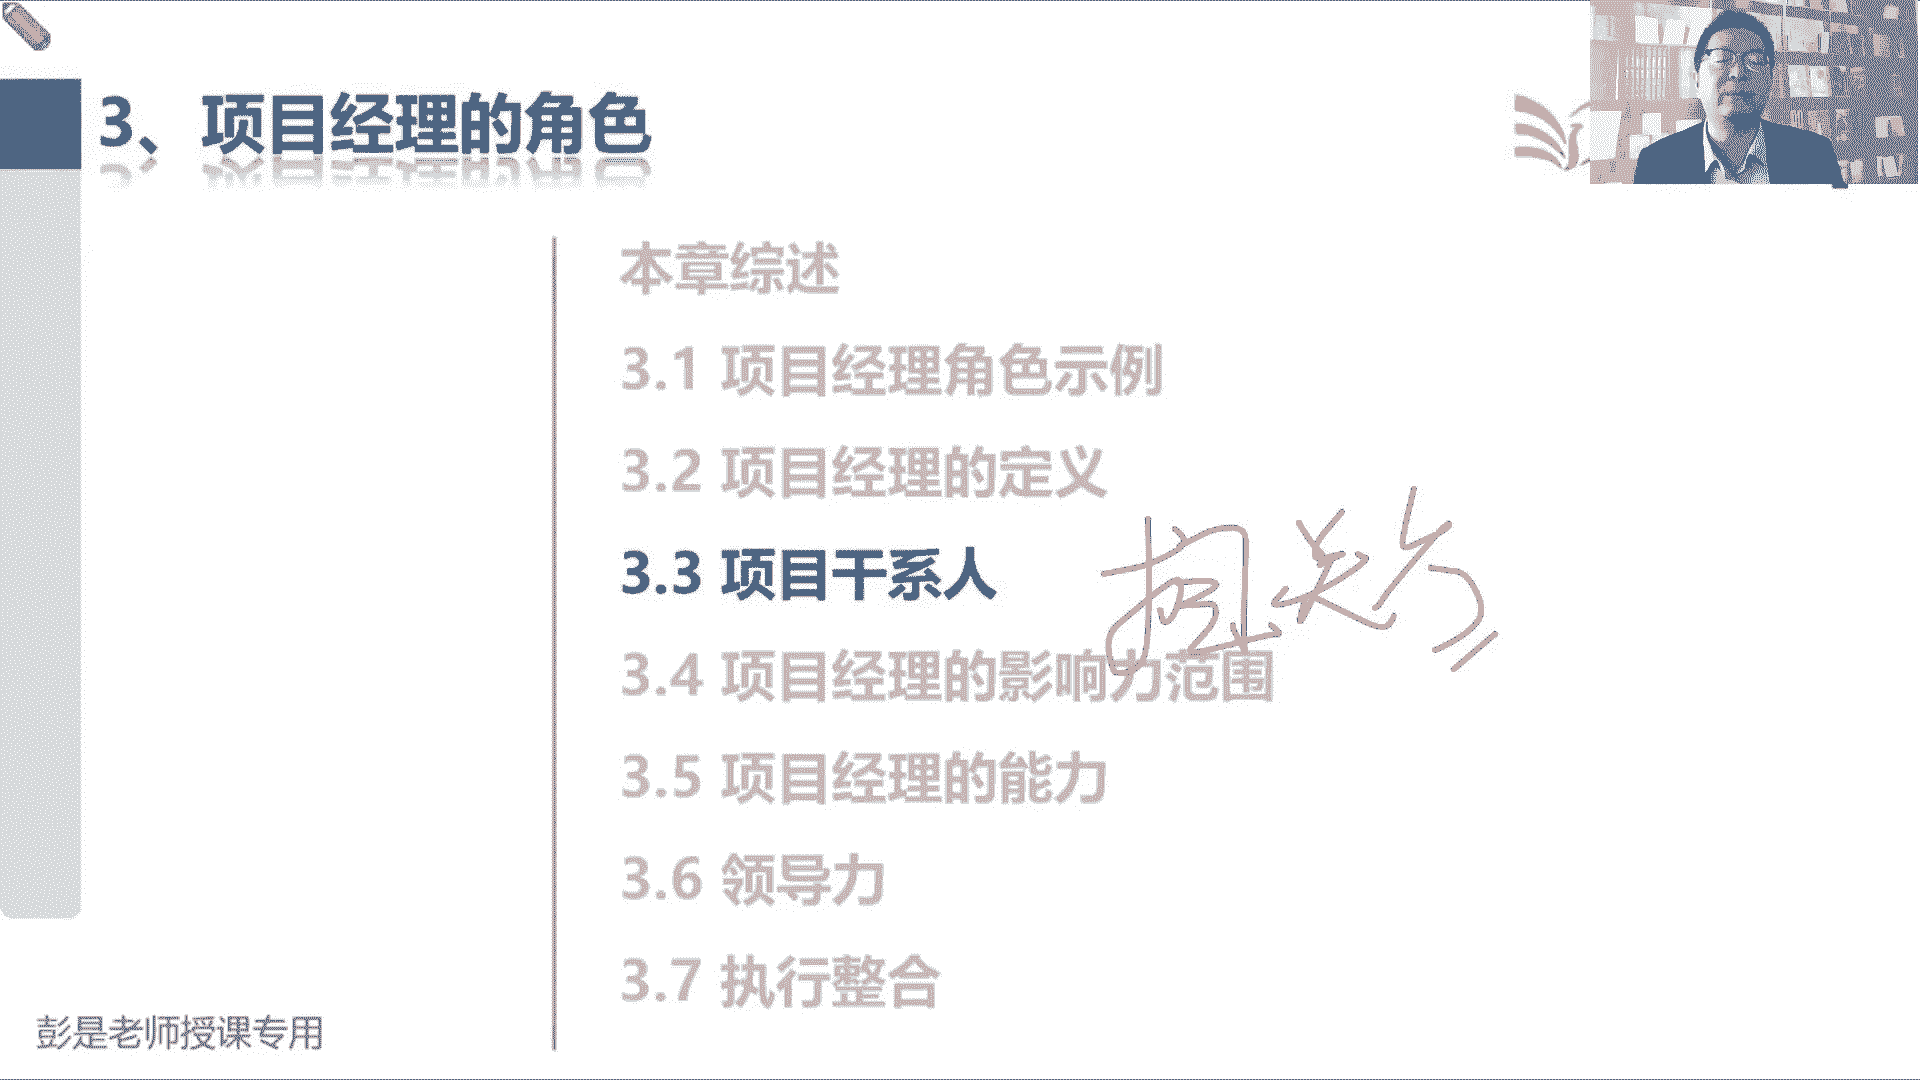 3、项目经理的角色
本章综述
3.1 项目经理角色示例
3.2 项目经理的定义
3.3 项目干系人
3.4 项目经理的影响力范围
3.5 项目经理的能力
3.6 领导力
3.7 执行整合
彭是老师授课专用